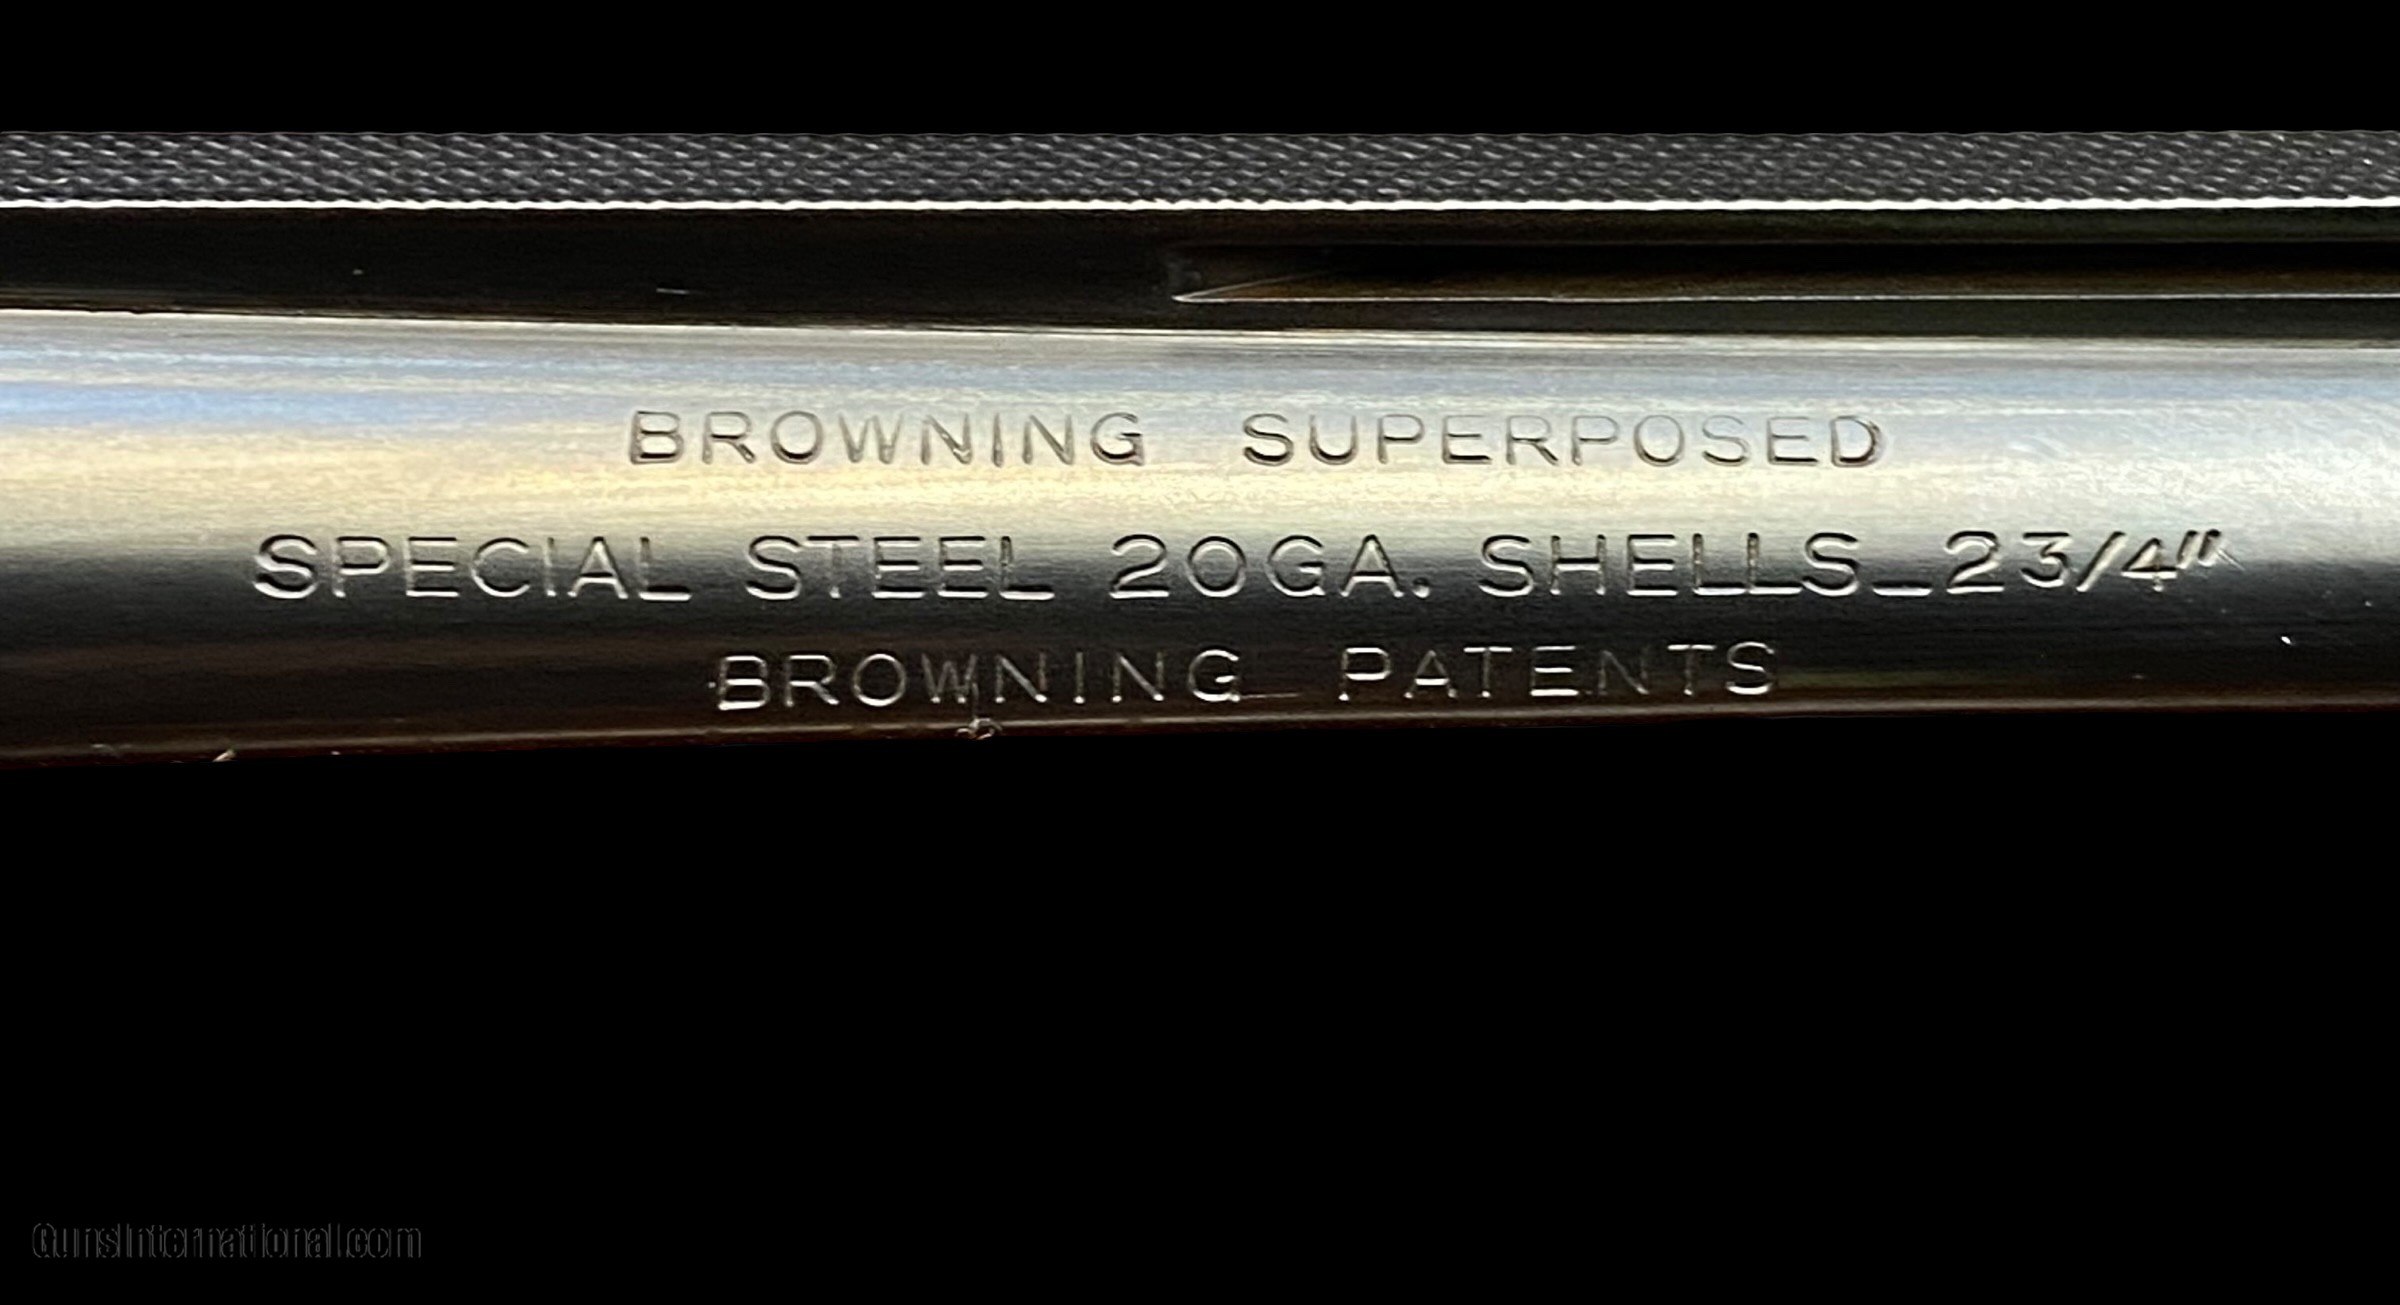 BROWNING SUPERPOSED
SPECIAL STEEL 20GA. SHELLS_2 3/4"
BROWNING PATENTS
GunsInternational.com